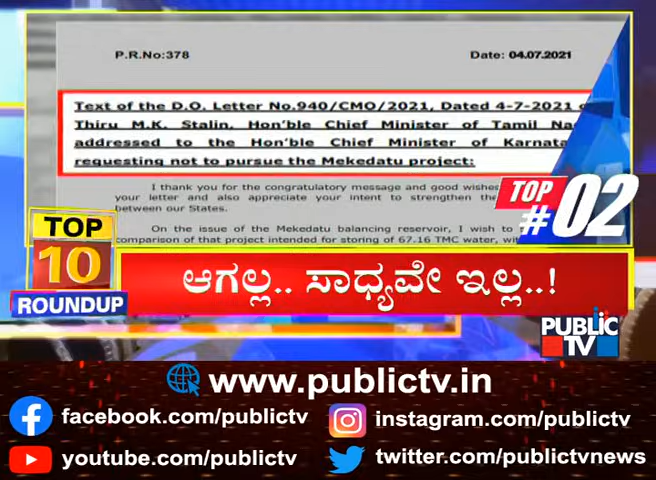 P.R.No:378
Date: 04.07.2021
Text of the D.O. Letter No.940/CMO/2021, Dated 4-7-2021
Thiru M.K. Stalin, Hon'ble Chief Minister of Tamil
addressed to the Hon'ble Chief Minister of
requesting not to pursue the Mekedatu project:
I thank you for the congratulatory message and good
your letter and also appreciate your intent to strengthen
between our States.
On the issue of the Mekedatu balancing reservoir, I wish
comparison of that project intended for storing of 67.16 TMC water,
TOP
#02
TOP
10
ROUNDUP
ಆಗಲ್ಲ.. ಸಾಧ್ಯವೇ ಇಲ್ಲ..!
PUBLIC
TV
www.publictv.in
facebook.com/publictv
instagram.com/publictv
youtube.com/publictv
twitter.com/publictvnews